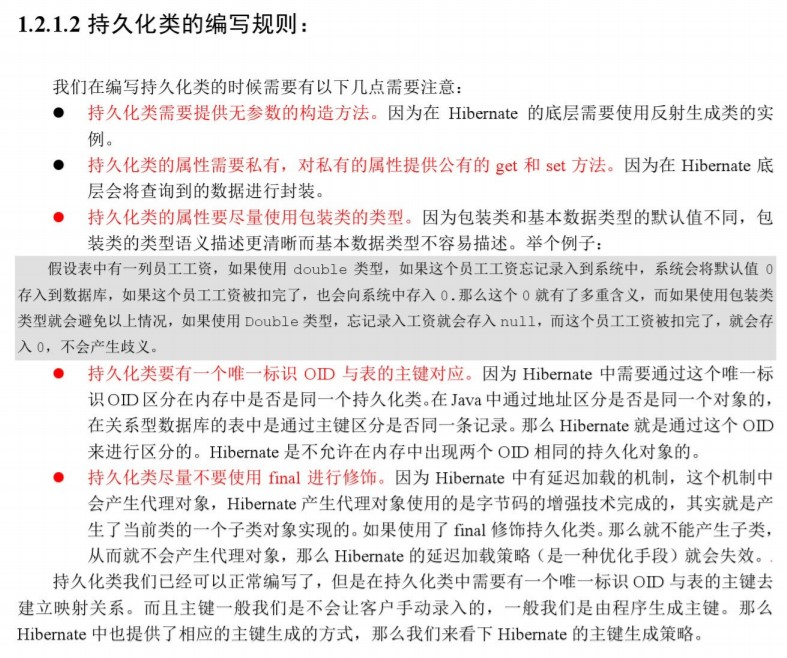 1.2.1.2 持久化类的编写规则：
我们在编写持久化类的时候需要有以下几点需要注意：
● 持久化类需要提供无参数的构造方法。因为在 Hibernate 的底层需要使用反射生成类的实
例。
● 持久化类的属性需要私有，对私有的属性提供公有的 get 和 set 方法。因为在 Hibernate 底
层会将查询到的数据进行封装。
● 持久化类的属性要尽量使用包装类的类型。因为包装类和基本数据类型的默认值不同，包
装类的类型语义描述更清晰而基本数据类型不容易描述。举个例子：
假设表中有一列员工工资，如果使用 double 类型，如果这个员工工资忘记录入到系统中，系统会将默认值 0
存入到数据库，如果这个员工工资被扣完了，也会向系统中存入 0.那么这个 0 就有了多重含义，而如果使用包装类
类型就会避免以上情况，如果使用 Double 类型，忘记录入工资就会存入 null，而这个员工工资被扣完了，就会存
入 0，不会产生歧义。
● 持久化类要有一个唯一标识 OID 与表的主键对应。因为 Hibernate 中需要通过这个唯一标
识 OID 区分在内存中是否是同一个持久化类。在 Java 中通过地址区分是否是同一个对象的，
在关系型数据库的表中是通过主键区分是否同一条记录。那么 Hibernate 就是通过这个 OID
来进行区分的。Hibernate 是不允许在内存中出现两个 OID 相同的持久化对象的。
● 持久化类尽量不要使用 final 进行修饰。因为 Hibernate 中有延迟加载的机制，这个机制中
会产生代理对象，Hibernate 产生代理对象使用的是字节码的增强技术完成的，其实就是产
生了当前类的一个子类对象实现的。如果使用了 final 修饰持久化类。那么就不能产生子类，
从而就不会产生代理对象，那么 Hibernate 的延迟加载策略（是一种优化手段）就会失效。
持久化类我们已经可以正常编写了，但是在持久化类中需要有一个唯一标识 OID 与表的主键去
建立映射关系。而且主键一般我们是不会让客户手动录入的，一般我们是由程序生成主键。那么
Hibernate 中也提供了相应的主键生成的方式，那么我们来看下 Hibernate 的主键生成策略。